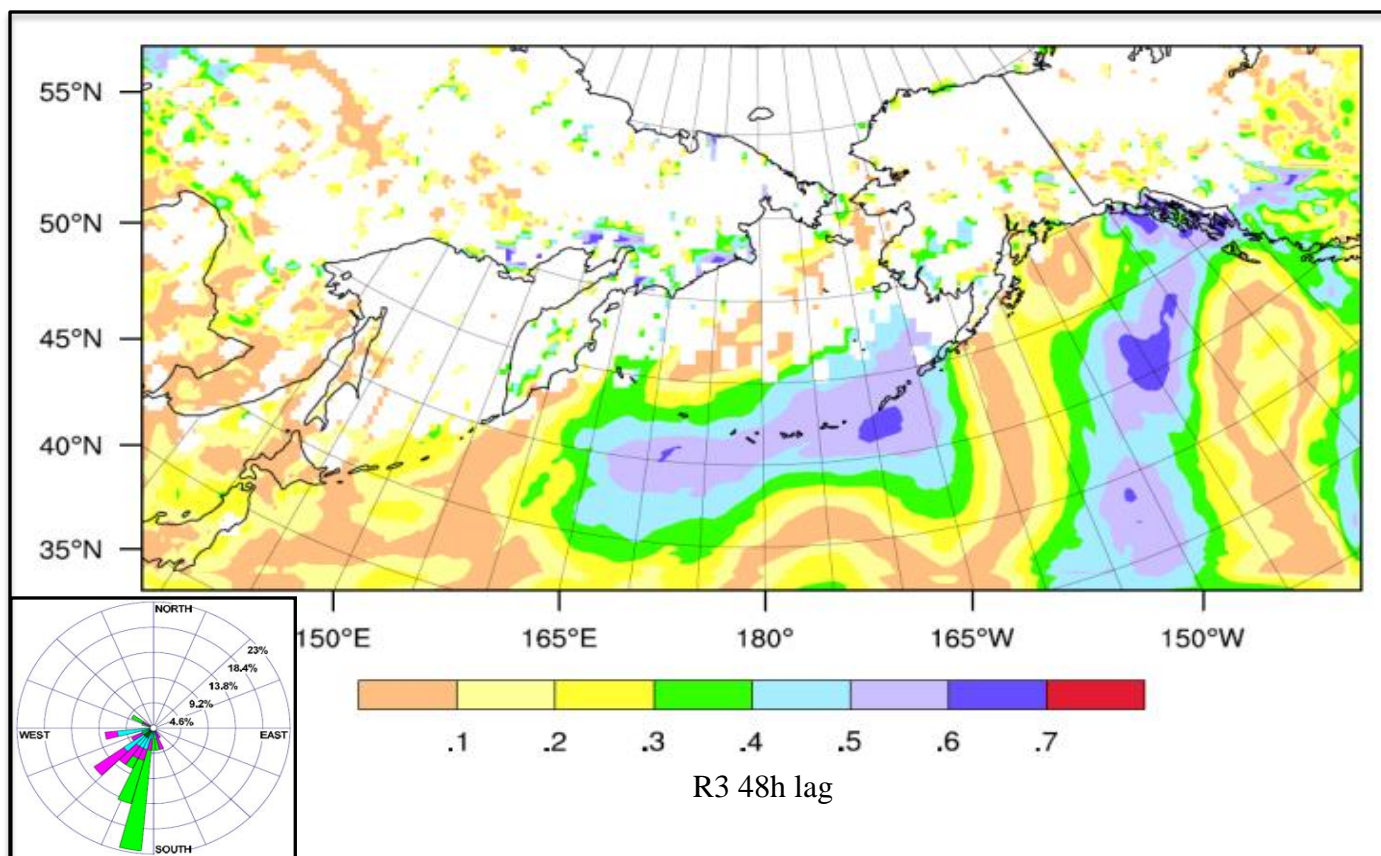 55°N
50°N
45°N
40°N
35°N
150°E 165°E 180° 165°W 150°W
NORTH
23%
18.4%
13.8%
9.2%
4.6%
WEST EAST
SOUTH
.1 .2 .3 .4 .5 .6 .7
R3 48h lag